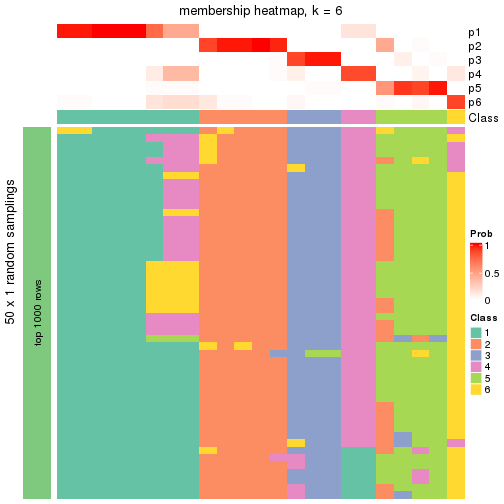 membership heatmap, k = 6
p1
p2
p3
p4
p5
p6
Class
50 x 1 random samplings
top 1000 rows
Prob
1
0.5
0
Class
1
2
3
4
5
6